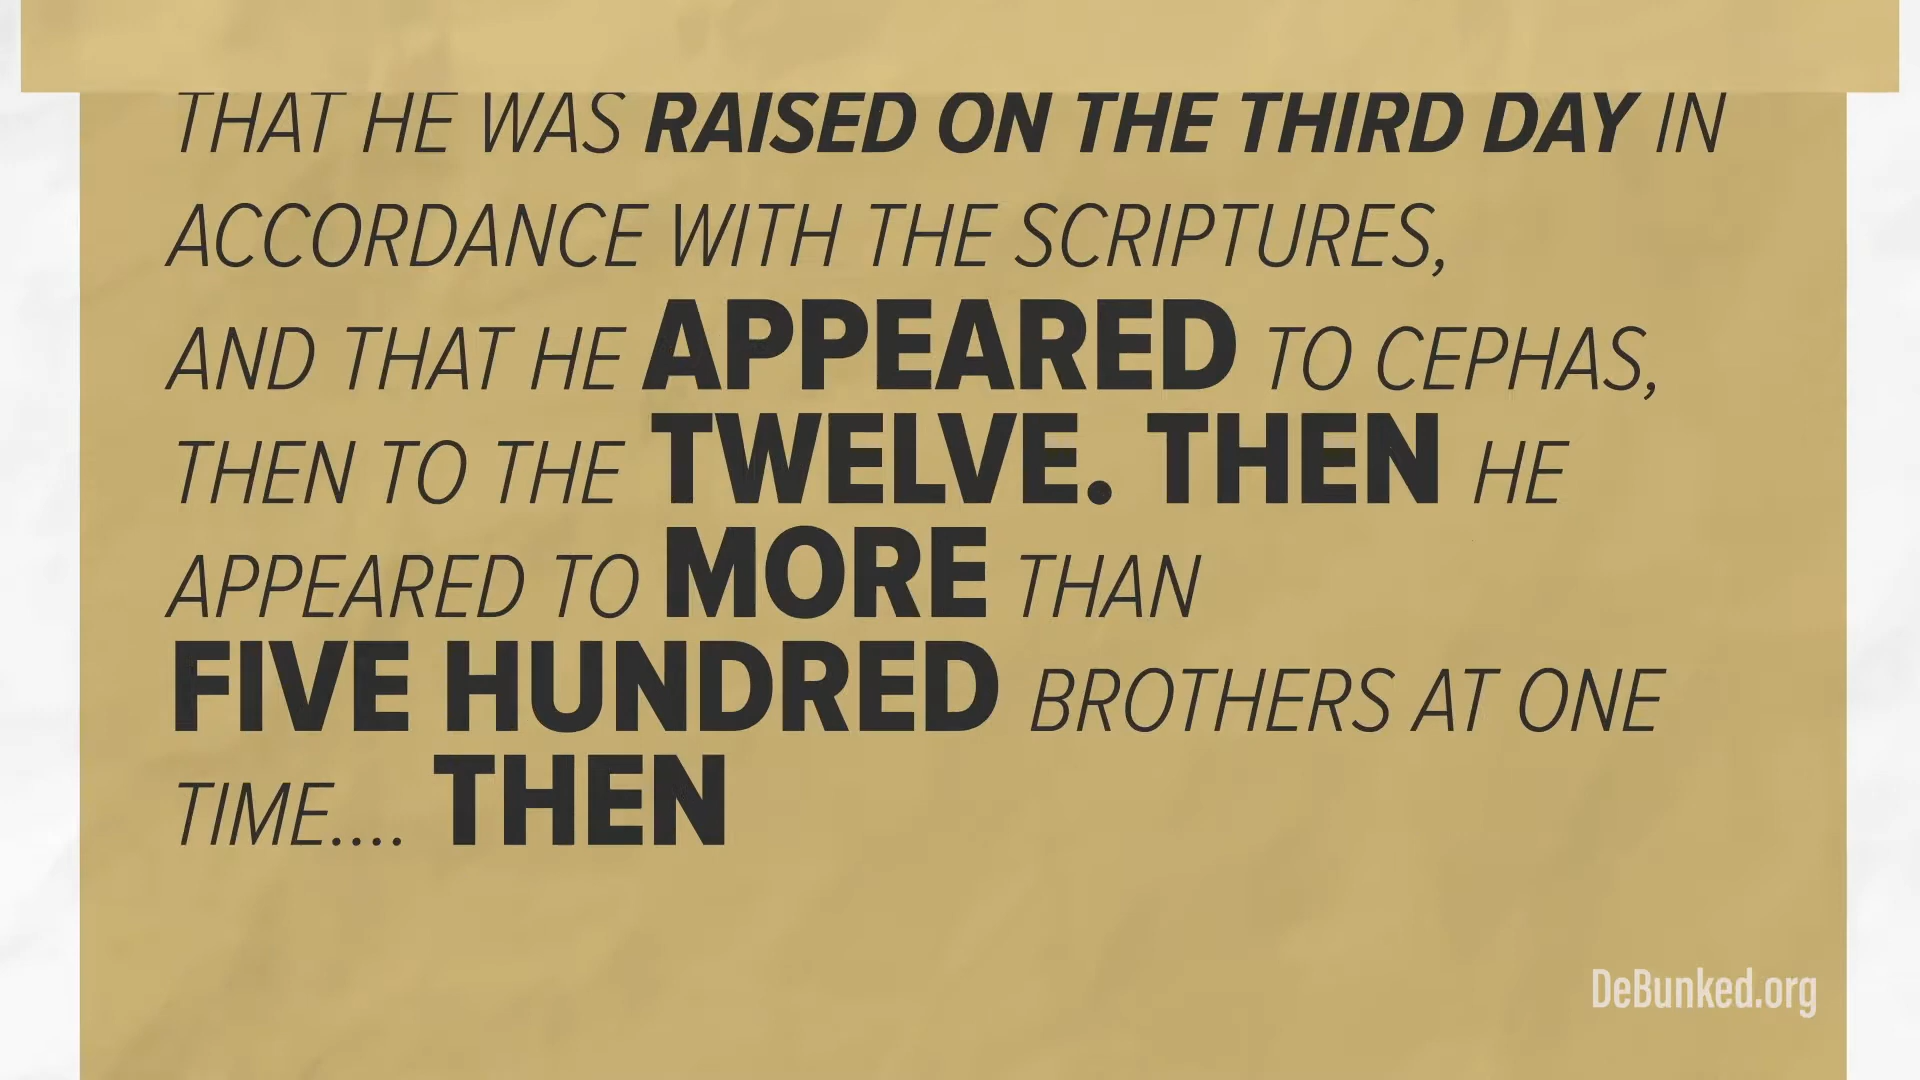 THAT HE WAS RAISED ON THE THIRD DAY IN
ACCORDANCE WITH THE SCRIPTURES,
AND THAT HE APPEARED TO CEPHAS,
THEN TO THE TWELVE. THEN HE
APPEARED TO MORE THAN
FIVE HUNDRED BROTHERS AT ONE
TIME.... THEN
DeBunked.org